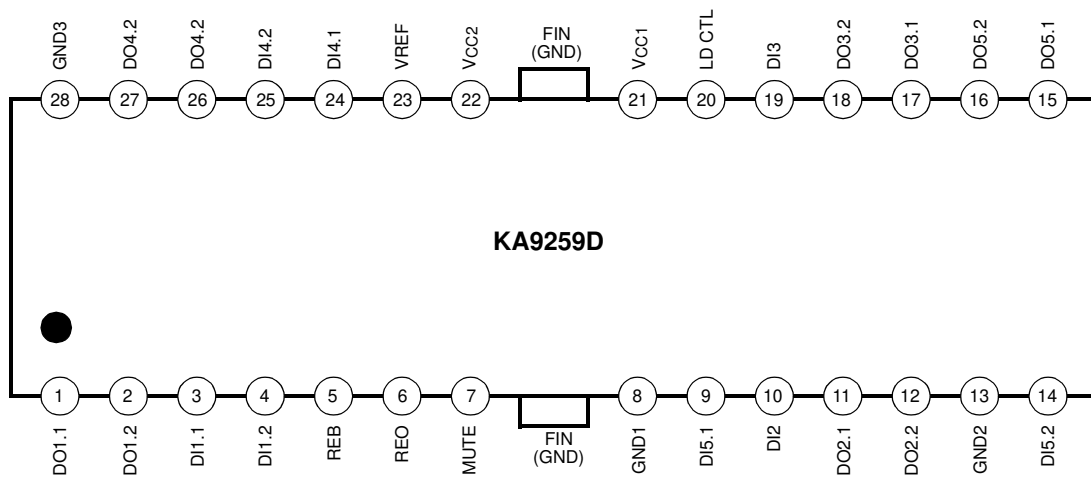 GND3
DO4.2
DO4.2
DI4.2
DI4.1
VREF
VCC2
FIN
(GND)
VCC1
LD CTL
DI3
DO3.2
DO3.1
DO5.2
DO5.1
28
27
26
25
24
23
22
21
20
19
18
17
16
15
KA9259D
1
2
3
4
5
6
7
8
9
10
11
12
13
14
DO1.1
DO1.2
DI1.1
DI1.2
REB
REO
MUTE
FIN
(GND)
GND1
DI5.1
DI2
DO2.1
DO2.2
GND2
DI5.2